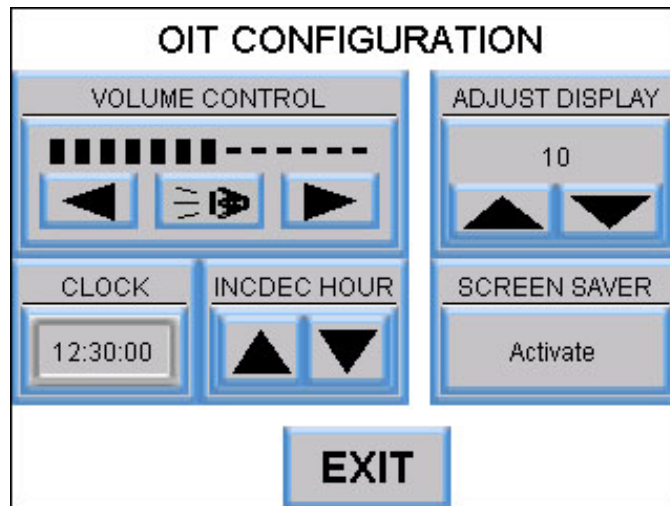 OIT CONFIGURATION
VOLUME CONTROL
ADJUST DISPLAY
10
CLOCK
INCDEC HOUR
SCREEN SAVER
12:30:00
Activate
EXIT